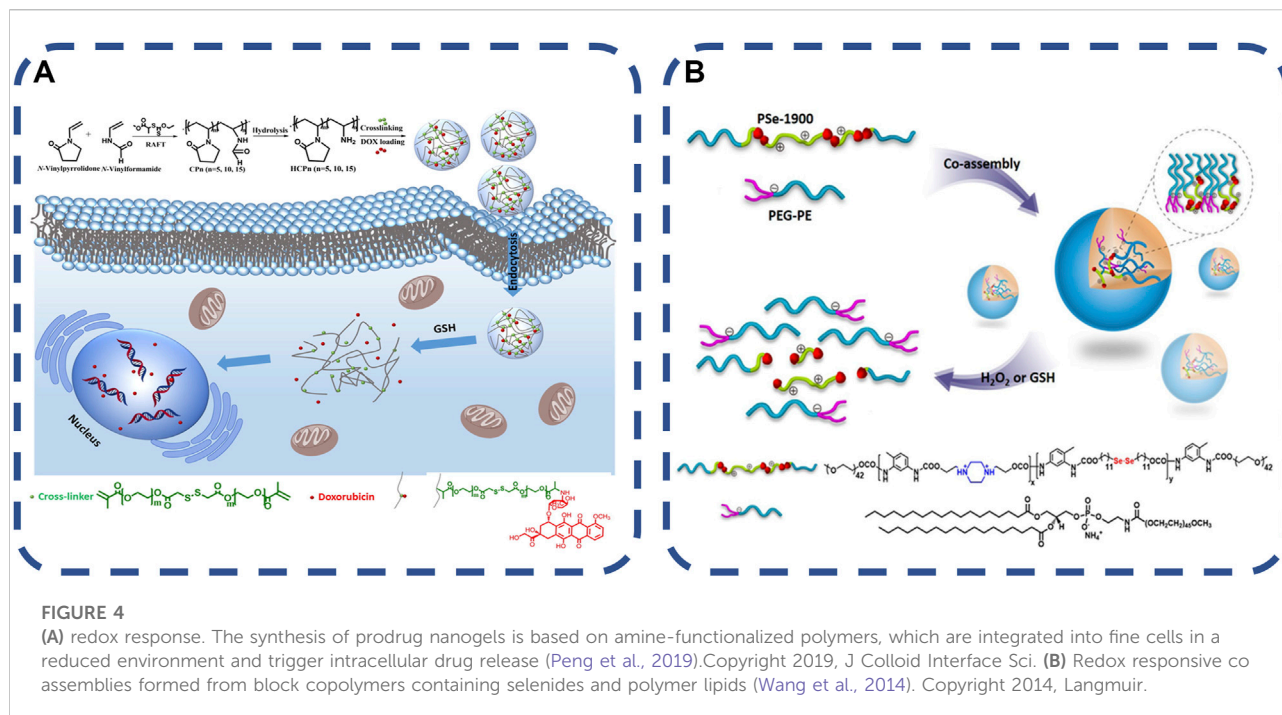 A
RAFT
Hydrolysis
Crosslinking
DOX loading
N-Vinylpyrrolidone N-Vinylformamide
CPn (n=5, 10, 15)
HCPn (n=5, 10, 15)
Endocytosis
GSH
Nucleus
Cross-linker
Doxorubicin
B
PSe-1900
PEG-PE
Co-assembly
H₂O₂ or GSH
FIGURE 4
(A) redox response. The synthesis of prodrug nanogels is based on amine-functionalized polymers, which are integrated into fine cells in a
reduced environment and trigger intracellular drug release (Peng et al., 2019).Copyright 2019, J Colloid Interface Sci. (B) Redox responsive co
assemblies formed from block copolymers containing selenides and polymer lipids (Wang et al., 2014). Copyright 2014, Langmuir.